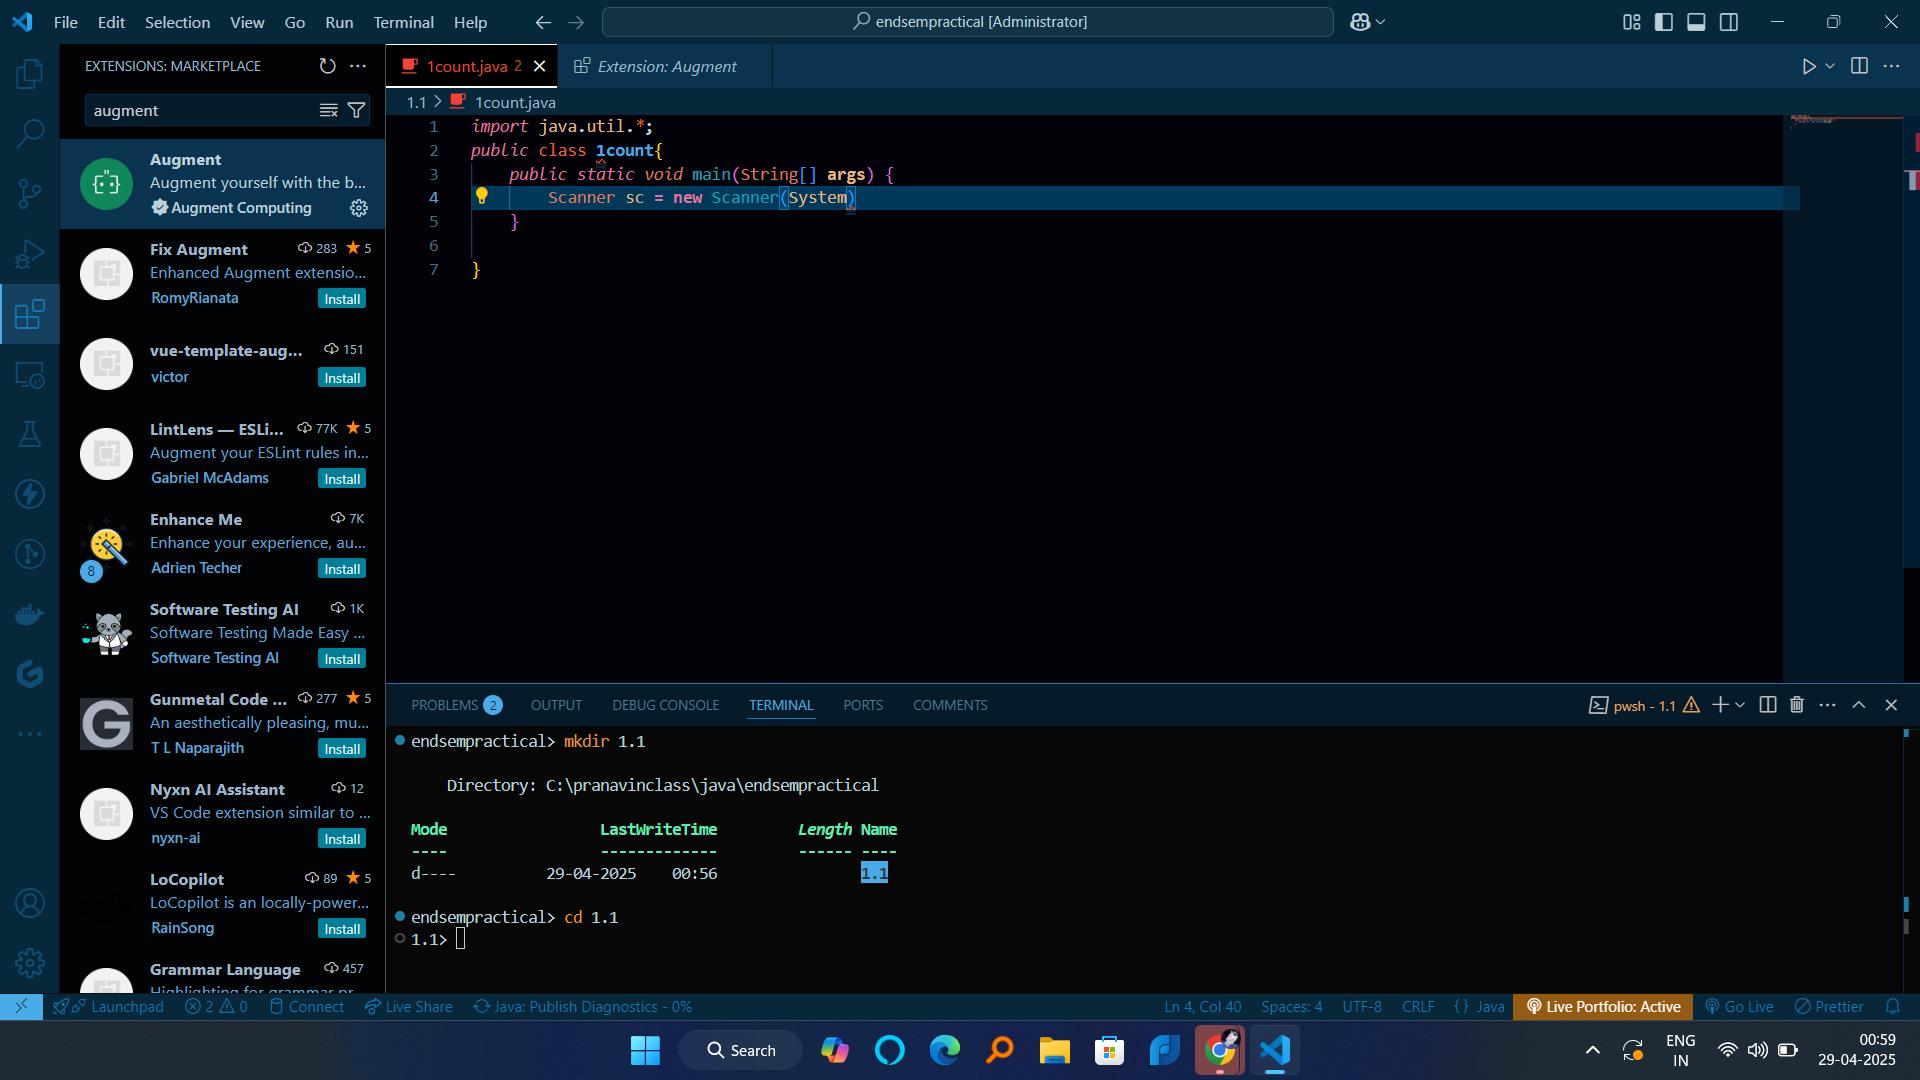 File Edit Selection View Go Run Terminal Help
endsempractical [Administrator]
EXTENSIONS: MARKETPLACE
augment
Augment
Augment yourself with the b...
Augment Computing
Fix Augment 283 5
Enhanced Augment extensio...
RomyRianata Install
vue-template-aug... 151
victor Install
LintLens — ESLi... 77K 5
Augment your ESLint rules in...
Gabriel McAdams Install
Enhance Me 7K
Enhance your experience, au...
8 Adrien Techer Install
Software Testing AI 1K
Software Testing Made Easy ...
Software Testing AI Install
Gunmetal Code ... 277 5
An aesthetically pleasing, mu...
T L Naparajith Install
Nyxn AI Assistant 12
VS Code extension similar to ...
nyxn-ai Install
LoCopilot 89 5
LoCopilot is an locally-power...
RainSong Install
Grammar Language 457
1count.java 2 Extension: Augment
1.1 > 1count.java
1 import java.util.*;
2 public class 1count{
3 public static void main(String[] args) {
4 Scanner sc = new Scanner(System)
5 }
6
7 }
PROBLEMS 2 OUTPUT DEBUG CONSOLE TERMINAL PORTS COMMENTS
pwsh - 1.1
endsempractical> mkdir 1.1
Directory: C:\pranavinclass\java\endsempractical
Mode LastWriteTime Length Name
---- ------------- ------ ----
d---- 29-04-2025 00:56 1.1
endsempractical> cd 1.1
1.1>
Launchpad 2 0 Connect Live Share Java: Publish Diagnostics - 0%
Ln 4, Col 40 Spaces: 4 UTF-8 CRLF {} Java Live Portfolio: Active Go Live Prettier
Search
ENG
IN
00:59
29-04-2025